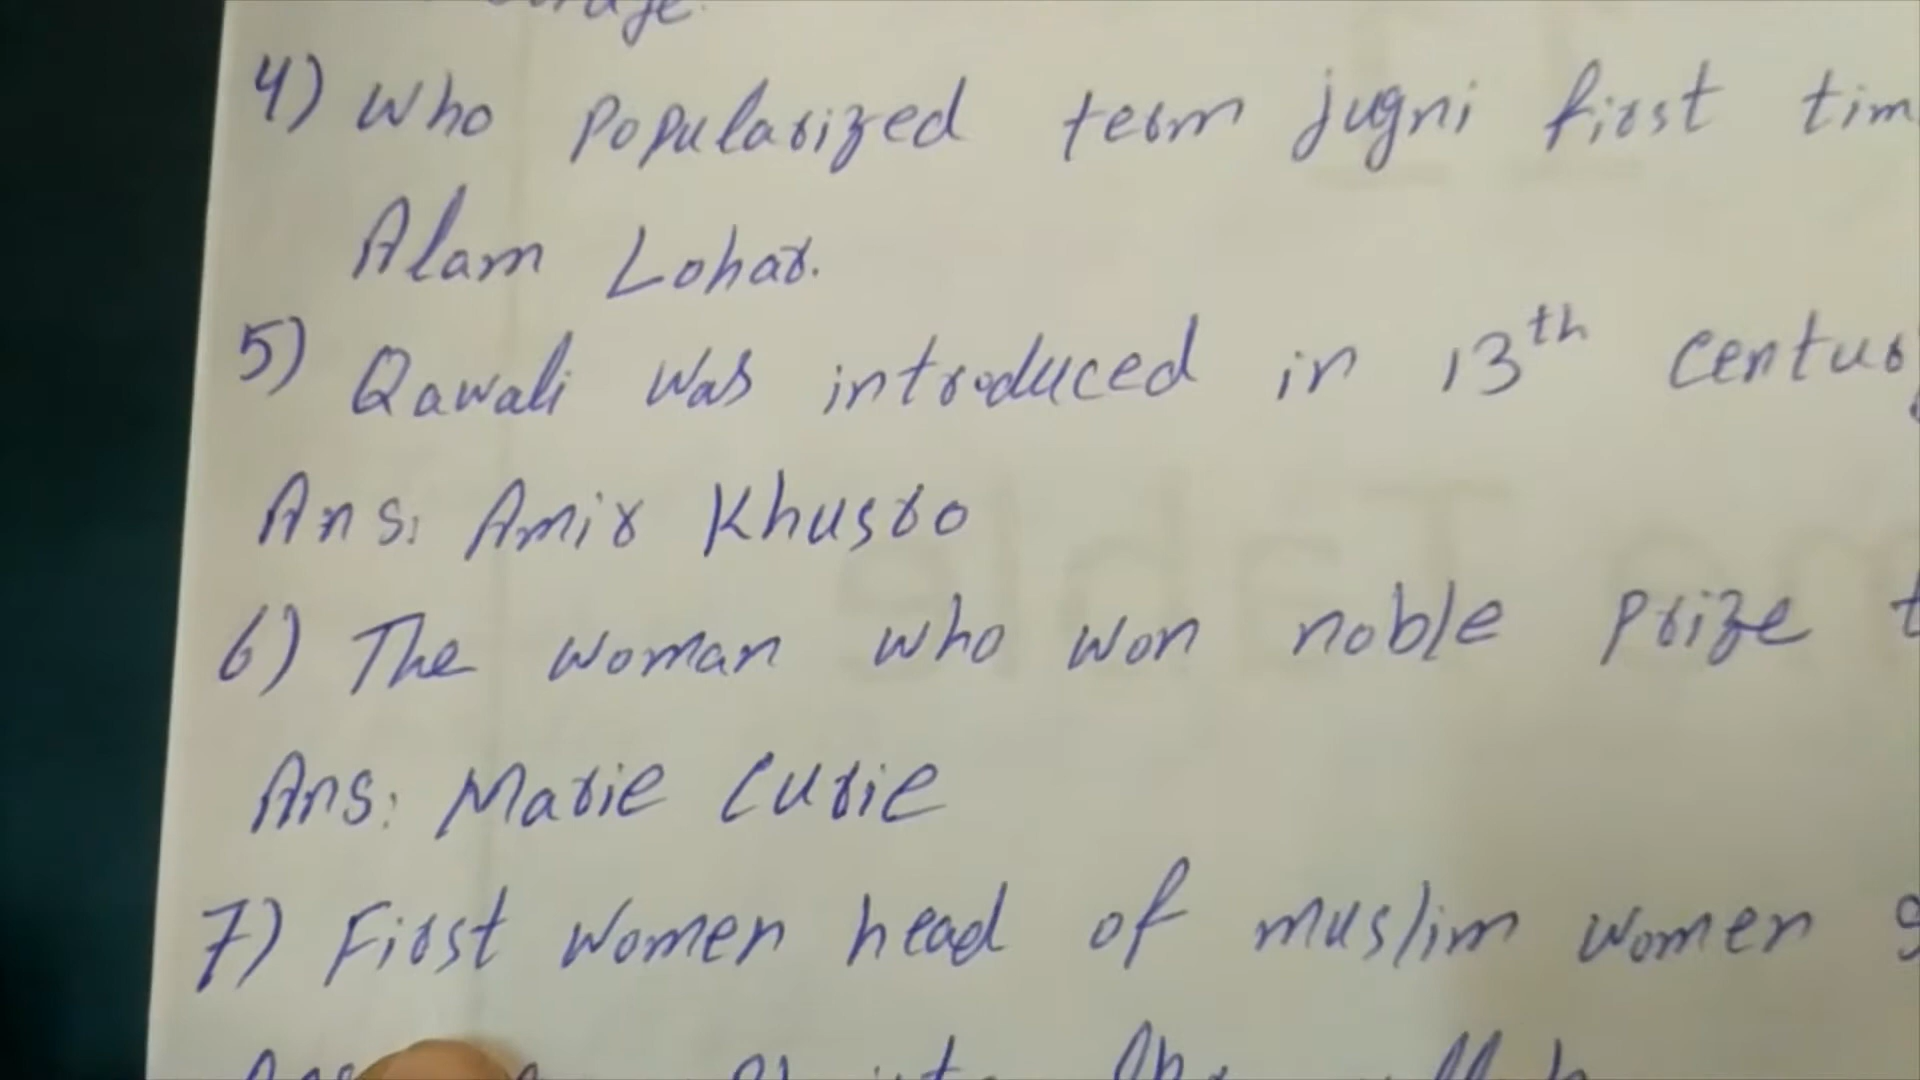 4) Who Popularized term jugni first tim
Alam Lohar.
5) Qawali was introduced in 13th centur
Ans: Amir Khusro
6) The woman who won noble prize t
Ans: Marie Curie
7) First women head of muslim women